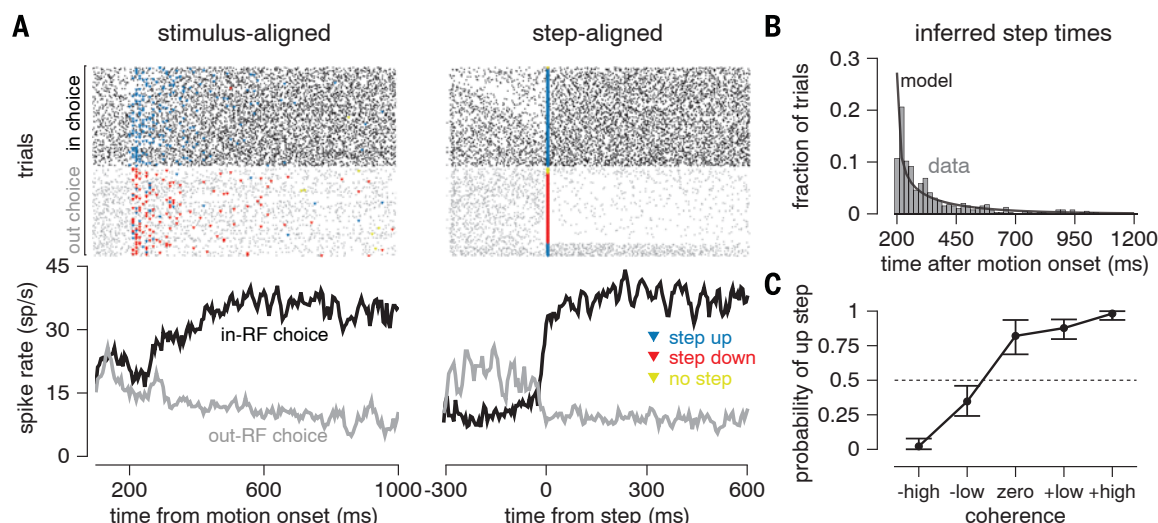 A
stimulus-aligned
step-aligned
trials
in choice
out choice
45
30
15
0
spike rate (sp/s)
in-RF choice
out-RF choice
step up
step down
no step
200
600
1000
-300
0
300
600
time from motion onset (ms)
time from step (ms)
B
inferred step times
0.3
0.2
0.1
0
fraction of trials
model
data
200
450
700
950
1200
time after motion onset (ms)
C
1
0.75
0.5
0.25
0
probability of up step
-high
-low
zero
+low
+high
coherence